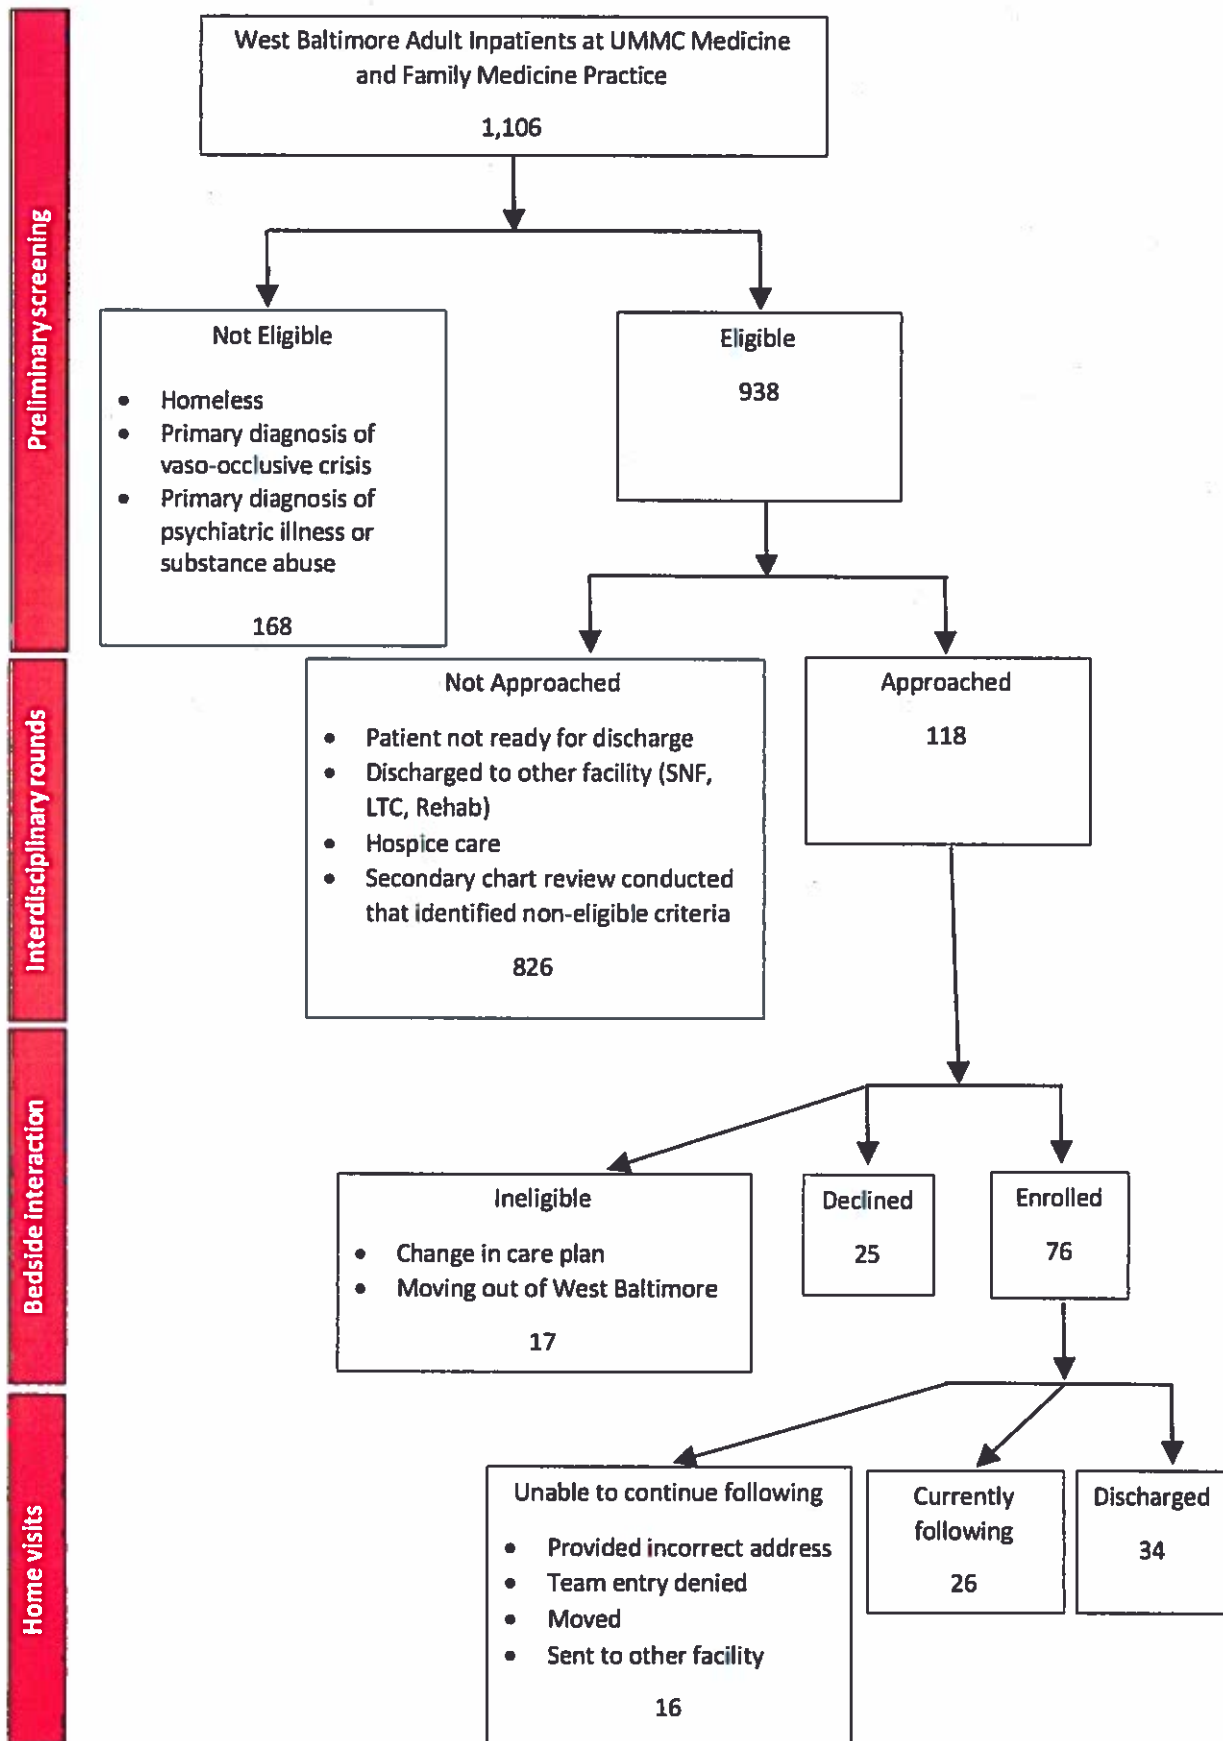 Preliminary screening
West Baltimore Adult Inpatients at UMMC Medicine
and Family Medicine Practice
1,106
Not Eligible
• Homeless
• Primary diagnosis of
vaso-occlusive crisis
• Primary diagnosis of
psychiatric illness or
substance abuse
168
Eligible
938
Interdisciplinary rounds
Not Approached
• Patient not ready for discharge
• Discharged to other facility (SNF,
LTC, Rehab)
• Hospice care
• Secondary chart review conducted
that identified non-eligible criteria
826
Approached
118
Bedside interaction
Ineligible
• Change in care plan
• Moving out of West Baltimore
17
Declined
25
Enrolled
76
Home visits
Unable to continue following
• Provided incorrect address
• Team entry denied
• Moved
• Sent to other facility
16
Currently
following
26
Discharged
34